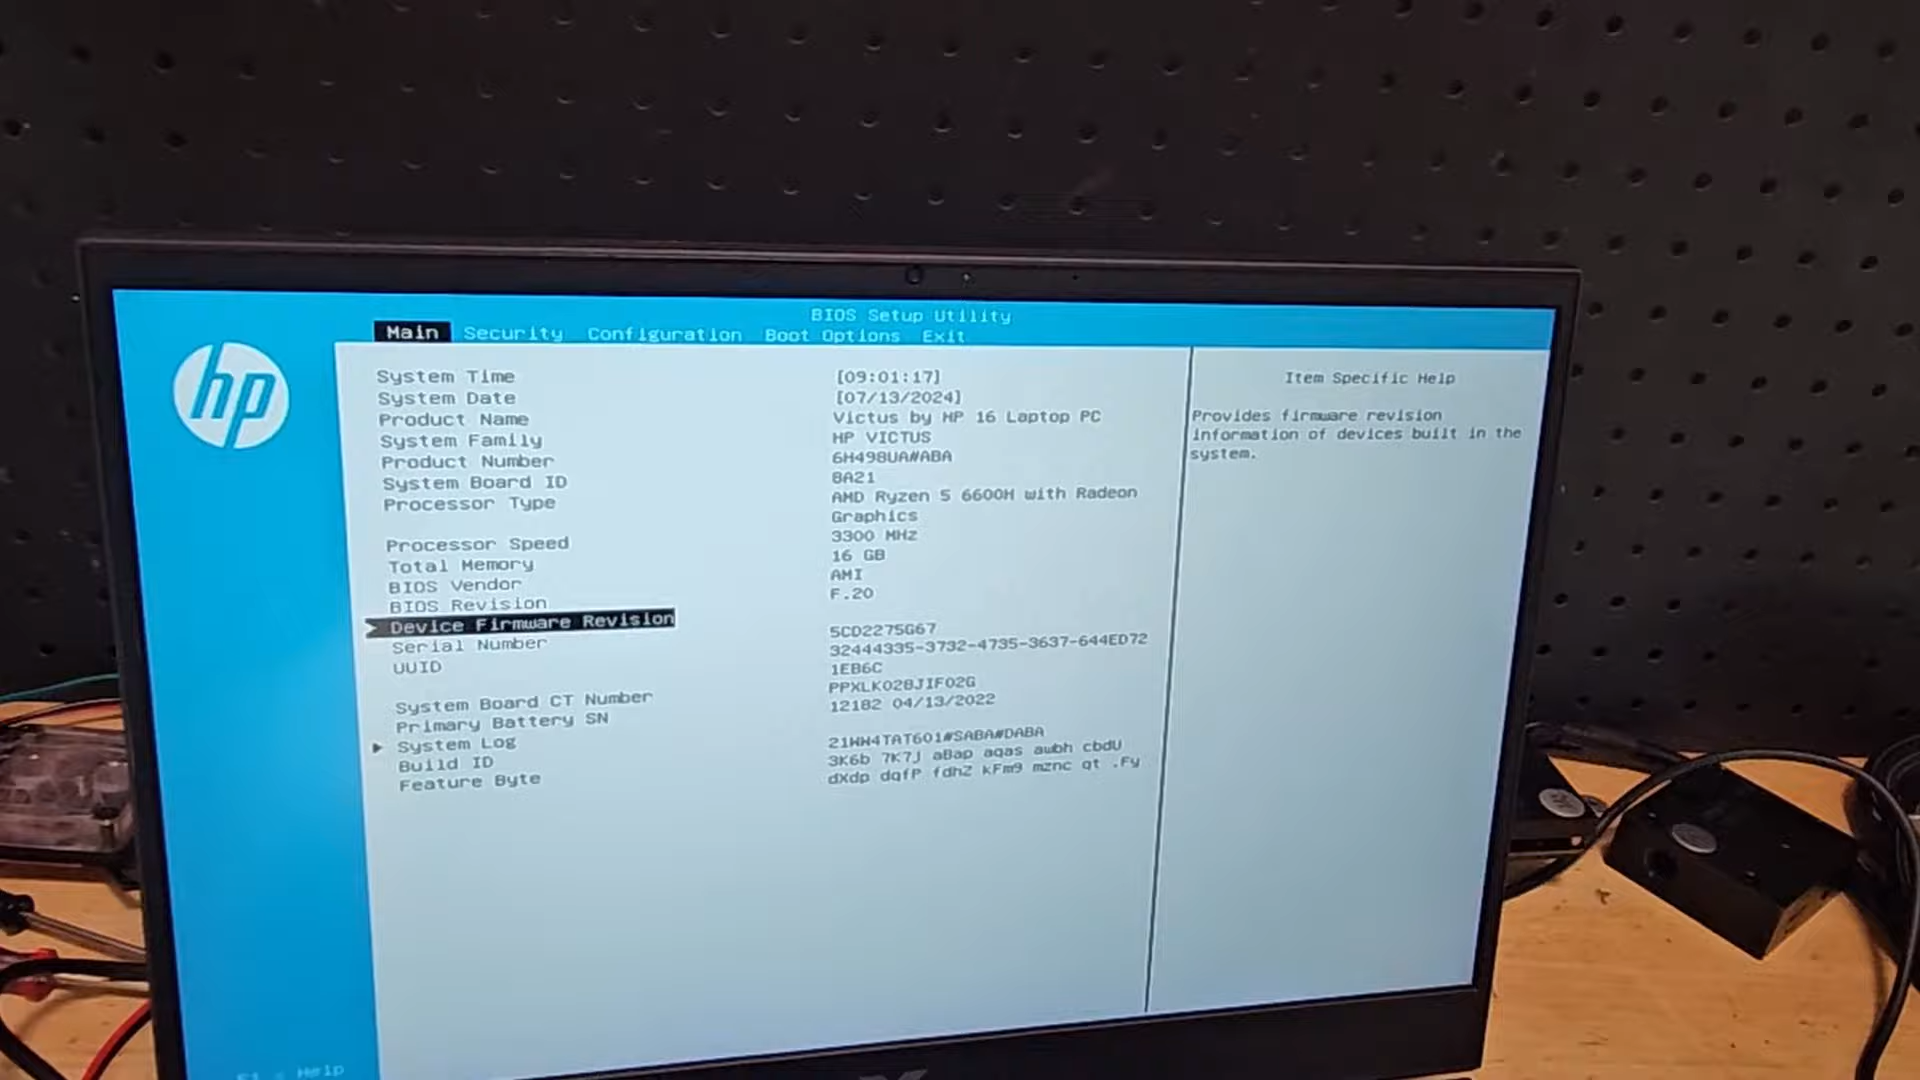 BIOS Setup Utility
Main Security Configuration Boot Options Exit
hp
System Time [09:01:17]
System Date [07/13/2024]
Product Name Victus by HP 16 Laptop PC
System Family HP VICTUS
Product Number 6H498UA#ABA
System Board ID 8A21
Processor Type AMD Ryzen 5 6600H with Radeon
Graphics
Processor Speed 3300 MHz
Total Memory 16 GB
BIOS Vendor AMI
BIOS Revision F.20
Device Firmware Revision
Serial Number 5CD2275G67
UUID 32444335-3732-4735-3637-644ED72
1EB6C
System Board CT Number PPXLK02BJIF02G
Primary Battery SN 12182 04/13/2022
System Log
Build ID 21WW4TAT601#SABA#DABA
Feature Byte 3K6b 7K7J aBap aqas awbh cbdU
dXdp dqfP fdhZ kFm9 mznc qt .Fy
Item Specific Help
Provides firmware revision
information of devices built in the
system.
F1 = Help